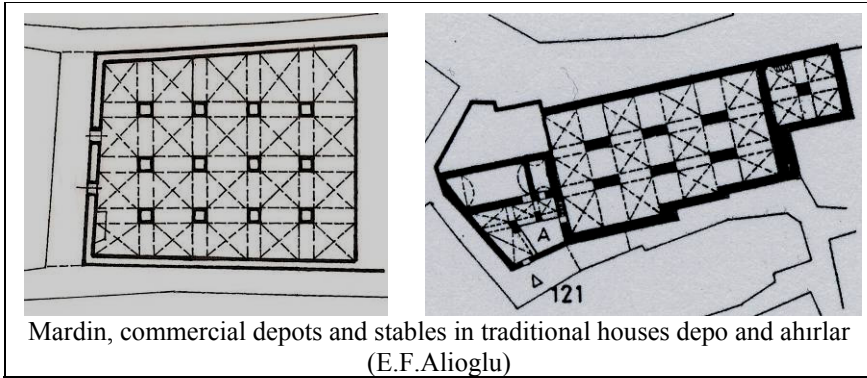 A
121
Mardin, commercial depots and stables in traditional houses depo and ahırlar
(E.F.Alioglu)